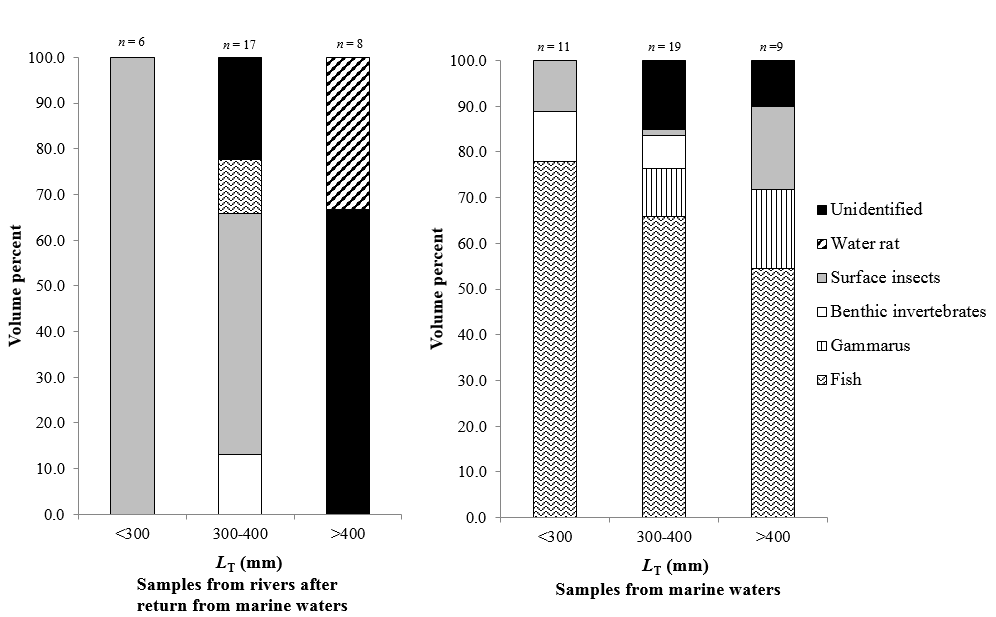 n = 6
n = 17
n = 8
100.0
90.0
80.0
70.0
60.0
50.0
40.0
30.0
20.0
10.0
0.0
Volume percent
<300
300-400
>400
LT (mm)
Samples from rivers after
return from marine waters
n = 11
n = 19
n =9
100.0
90.0
80.0
70.0
60.0
50.0
40.0
30.0
20.0
10.0
0.0
Volume percent
<300
300-400
>400
LT (mm)
Samples from marine waters
Unidentified
Water rat
Surface insects
Benthic invertebrates
Gammarus
Fish